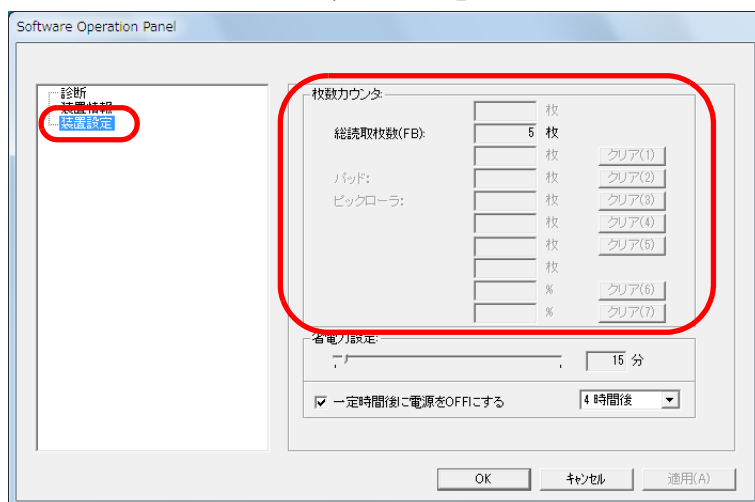 Software Operation Panel
診断
装置情報
装置設定
枚数カウンタ:
枚
総読取枚数(FB): 5 枚
枚 クリア(1)
パッド: 枚 クリア(2)
ピックローラ: 枚 クリア(3)
枚 クリア(4)
枚 クリア(5)
枚
% クリア(6)
% クリア(7)
省電力設定:
15 分
一定時間後に電源をOFFにする 4 時間後
OK キャンセル 適用(A)